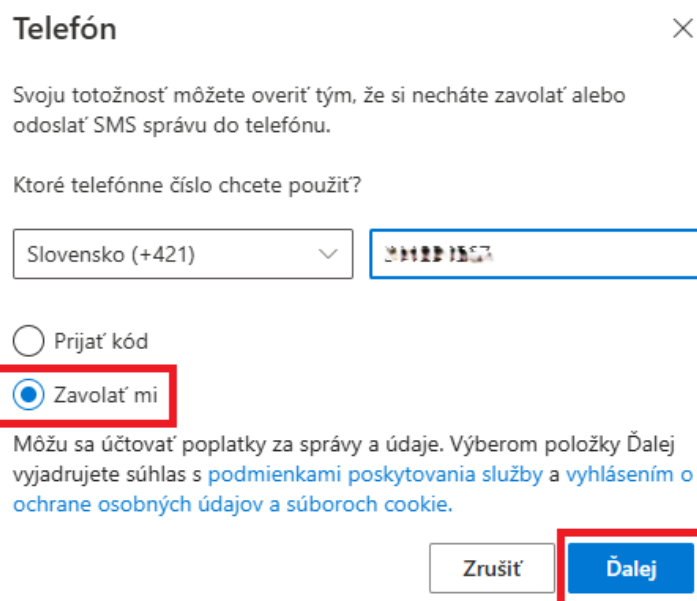 Telefón
Svoju totožnosť môžete overiť tým, že si necháte zavolať alebo
odoslať SMS správu do telefónu.
Ktoré telefónne číslo chcete použiť?
Slovensko (+421)
Prijať kód
Zavolať mi
Môžu sa účtovať poplatky za správy a údaje. Výberom položky Ďalej
vyjadrujete súhlas s podmienkami poskytovania služby a vyhlásením o
ochrane osobných údajov a súboroch cookie.
Zrušiť Ďalej